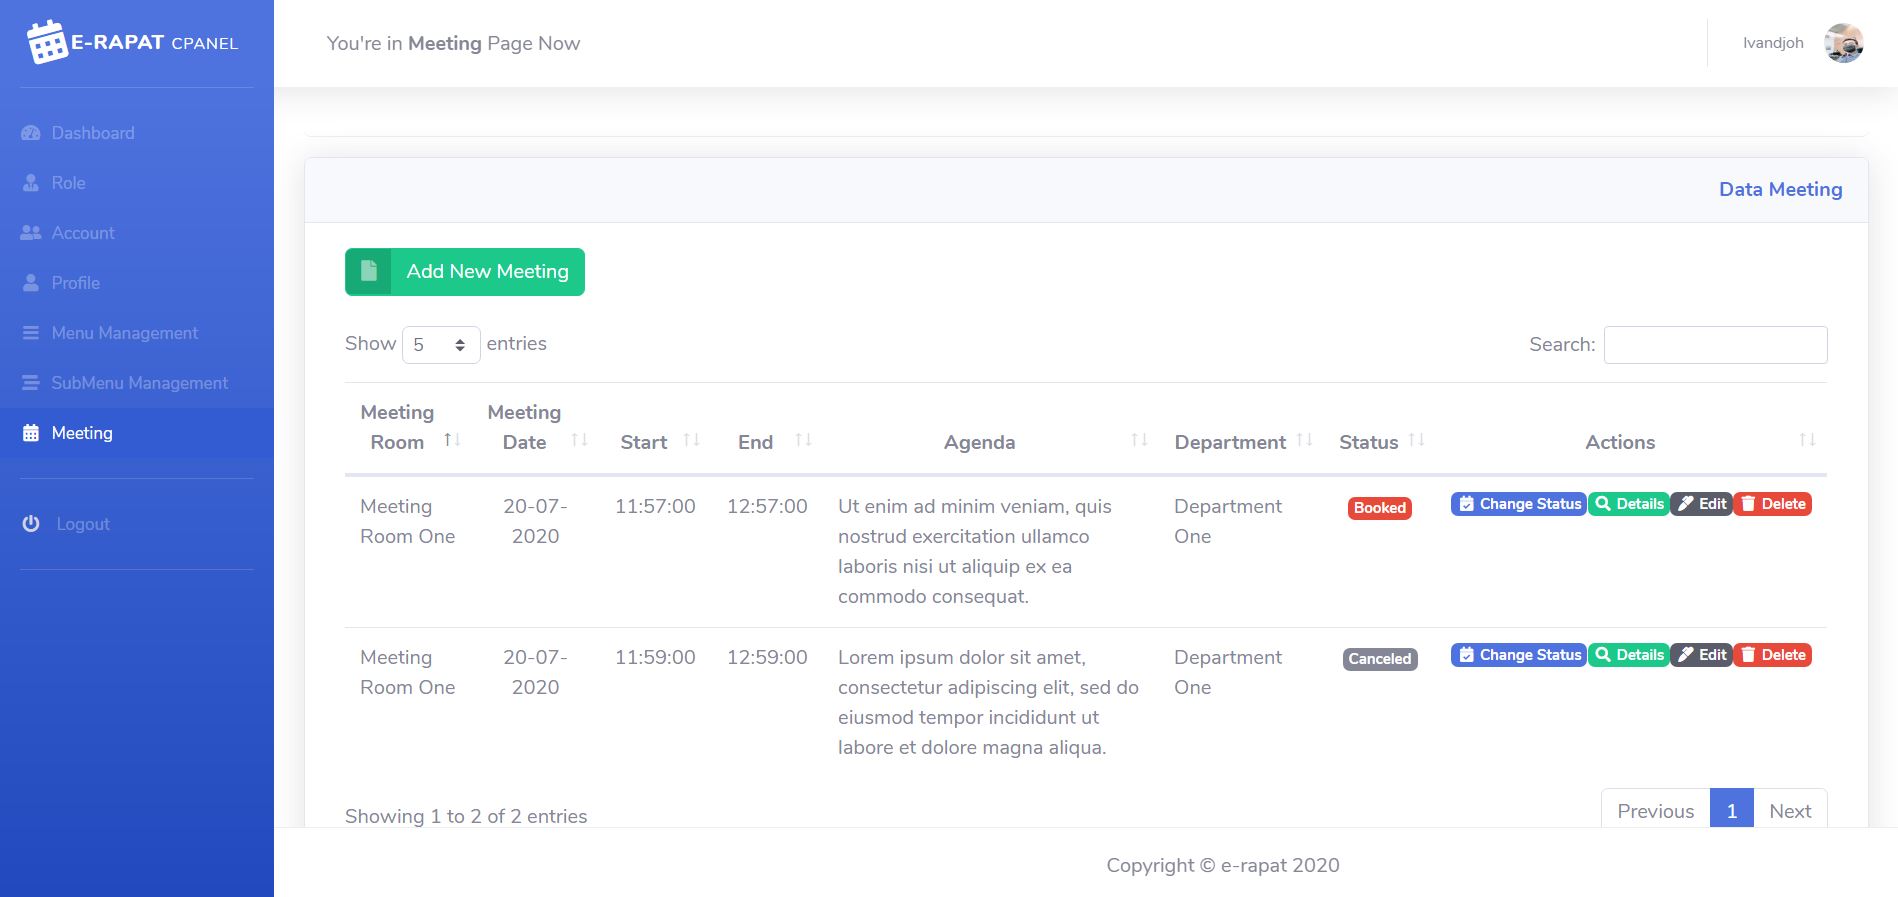 E-RAPAT CPANEL
You're in Meeting Page Now
Ivandjoh
Dashboard
Role
Account
Profile
Menu Management
SubMenu Management
Meeting
Logout
Data Meeting
Add New Meeting
Show 5 entries
Search:
Meeting Meeting
Room Date Start End Agenda Department Status Actions
Meeting 20-07- 11:57:00 12:57:00 Ut enim ad minim veniam, quis Department Booked Change Status Details Edit Delete
Room One 2020 nostrud exercitation ullamco One
laboris nisi ut aliquip ex ea
commodo consequat.
Meeting 20-07- 11:59:00 12:59:00 Lorem ipsum dolor sit amet, Department Canceled Change Status Details Edit Delete
Room One 2020 consectetur adipiscing elit, sed do One
eiusmod tempor incididunt ut
labore et dolore magna aliqua.
Showing 1 to 2 of 2 entries
Previous 1 Next
Copyright © e-rapat 2020